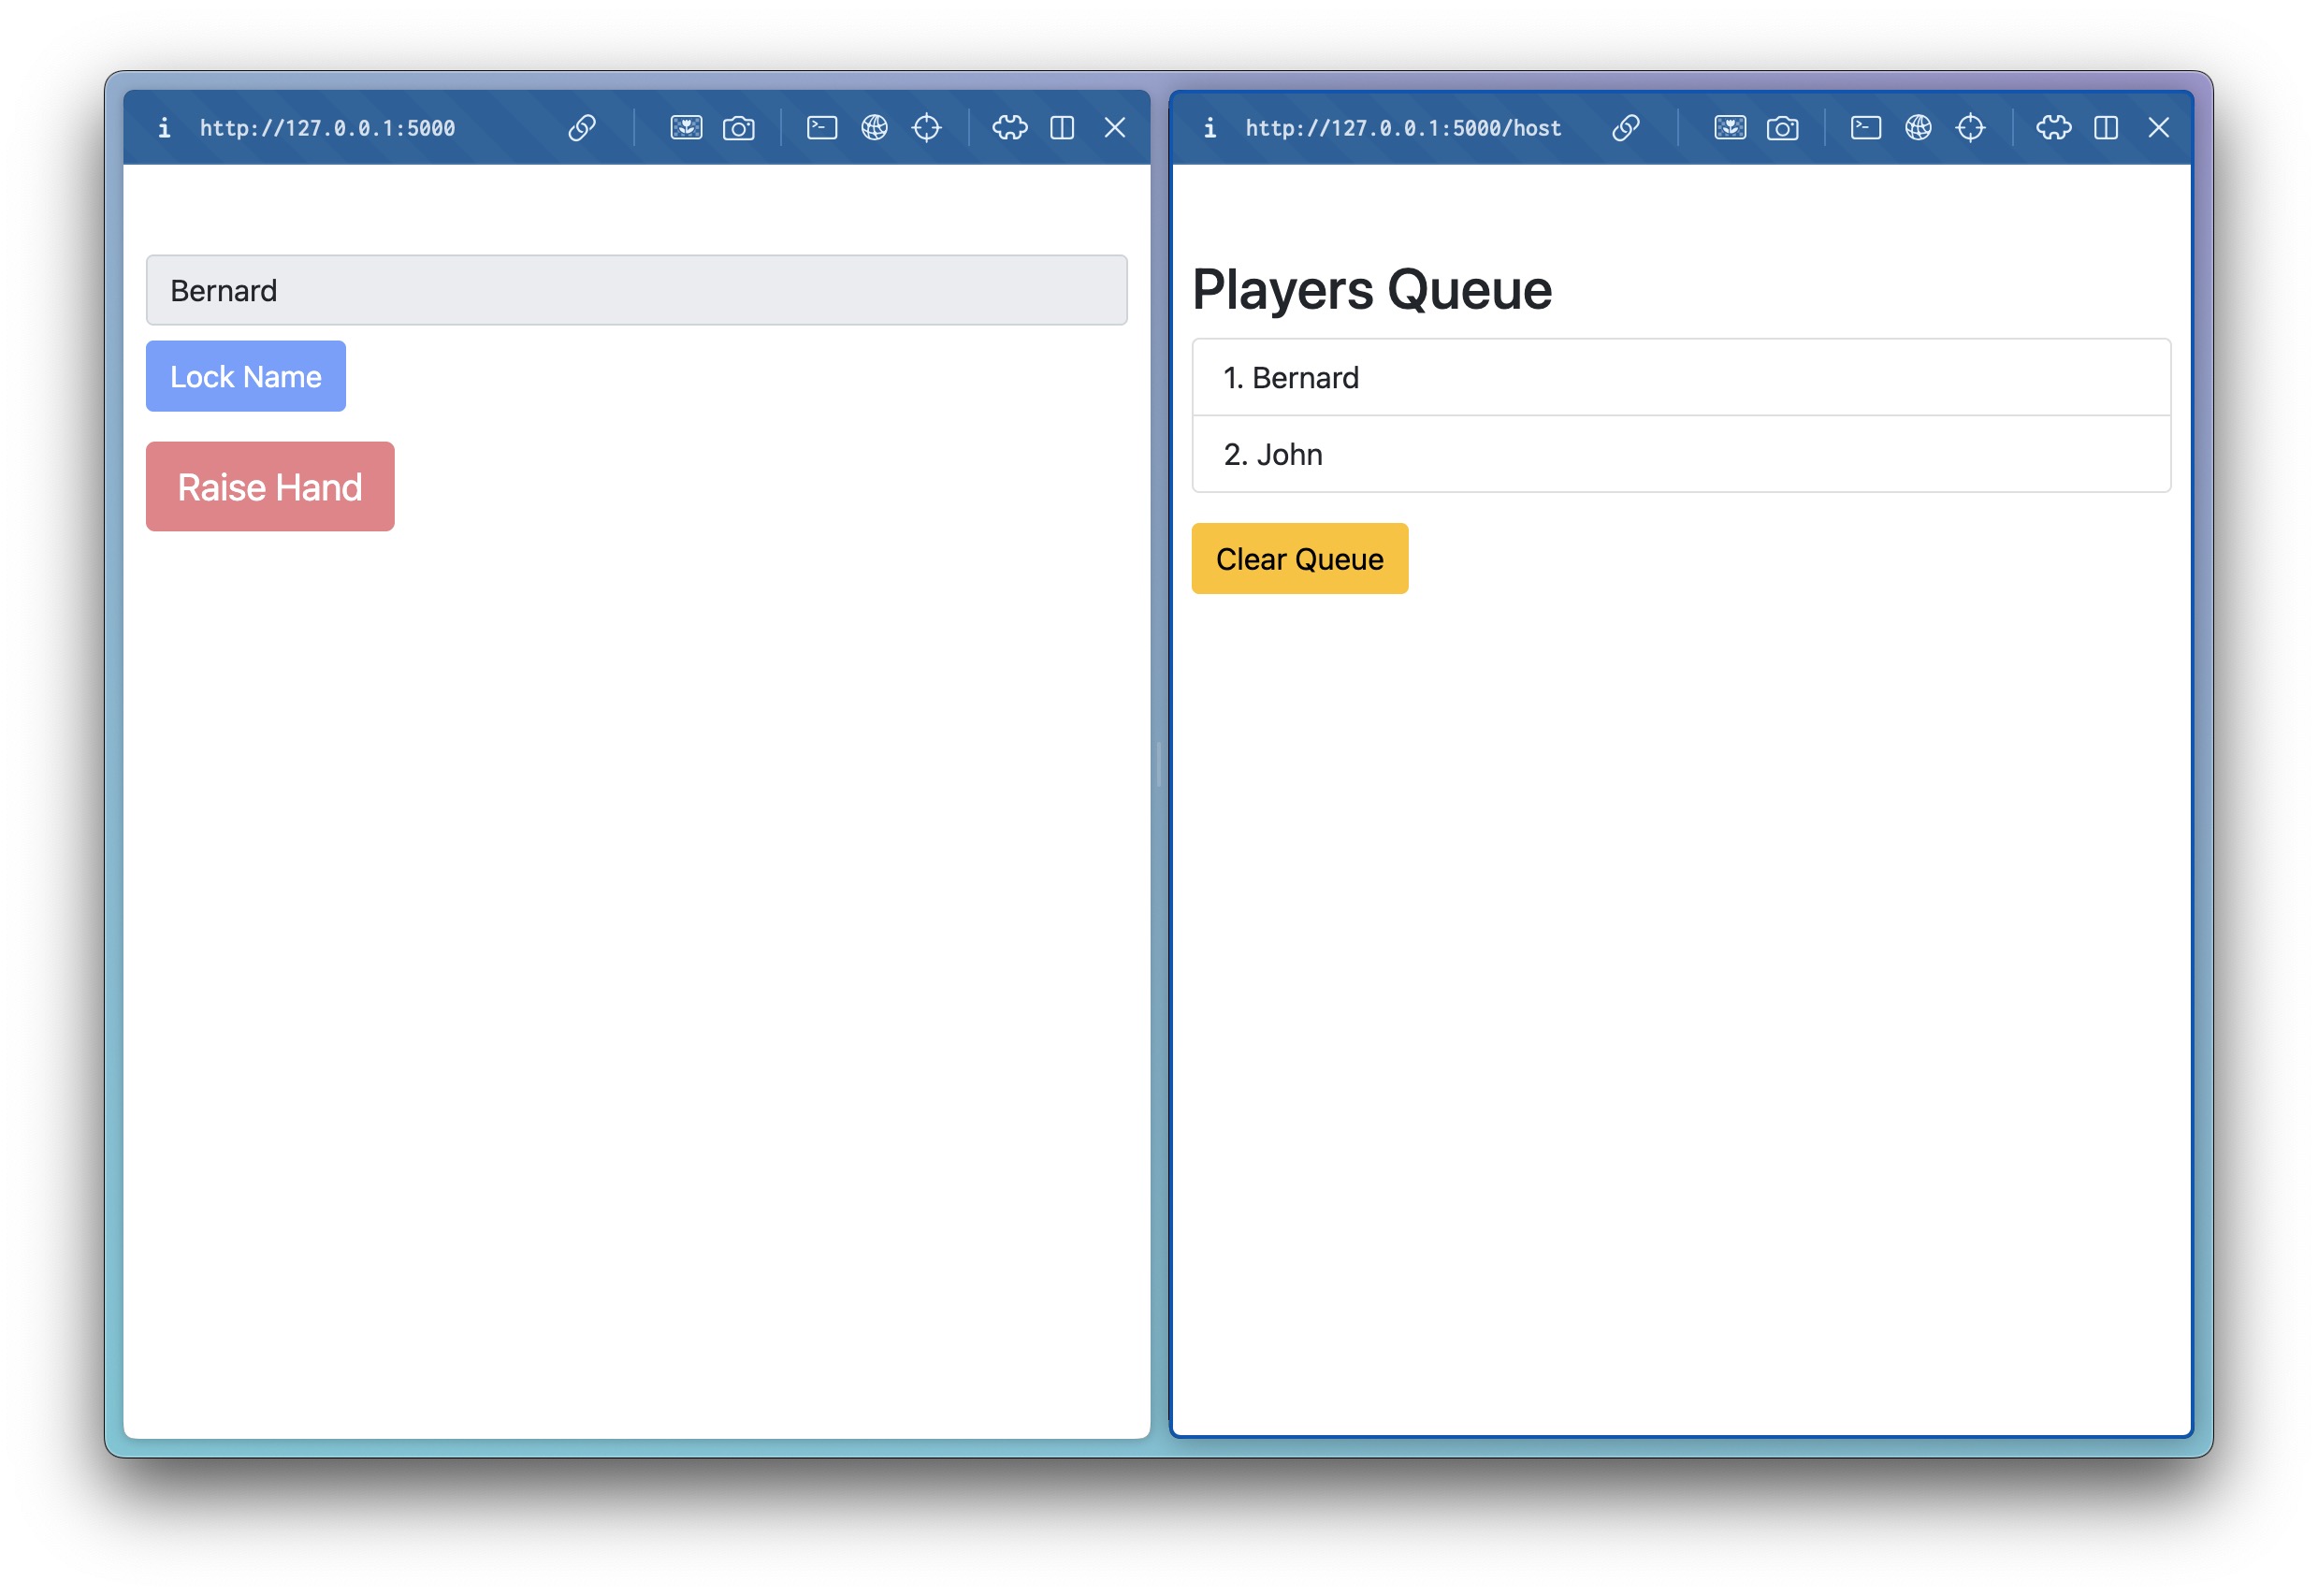 http://127.0.0.1:5000
Bernard
Lock Name
Raise Hand
http://127.0.0.1:5000/host
Players Queue
1. Bernard
2. John
Clear Queue